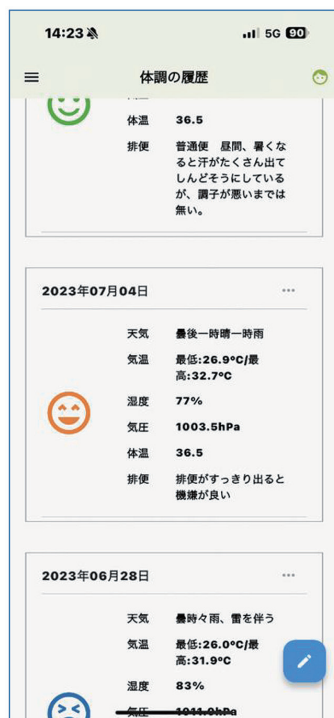 14:23 5G 90
体調の履歴
体温 36.5
排便 普通便 昼間、暑くな
ると汗がたくさん出て
しんどそうにしている
が、調子が悪いまでは
無い。
2023年07月04日
天気 曇後一時晴一時雨
気温 最低:26.9℃/最
高:32.7℃
湿度 77%
気圧 1003.5hPa
体温 36.5
排便 排便がすっきり出ると
機嫌が良い
2023年06月28日
天気 曇時々雨、雷を伴う
気温 最低:26.0℃/最
高:31.9℃
湿度 83%
気圧 1011.0hPa